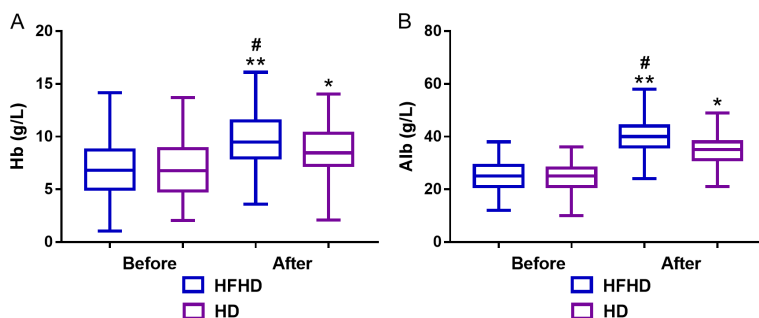 A
Hb (g/L)
20
15
10
5
0
#
**
*
Before
After
HFHD
HD
B
Alb (g/L)
80
60
40
20
0
#
**
*
Before
After
HFHD
HD